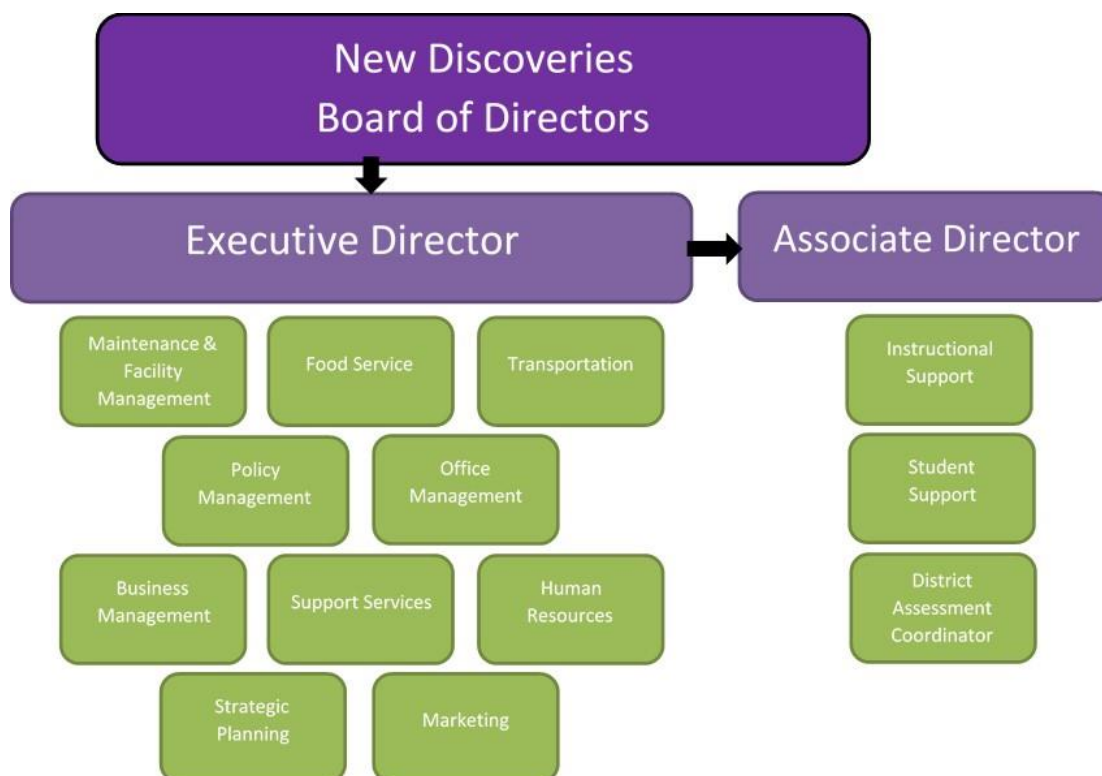 New Discoveries
Board of Directors
Executive Director
Associate Director
Maintenance &
Facility
Management
Food Service
Transportation
Instructional
Support
Policy
Management
Office
Management
Student
Support
Business
Management
Support Services
Human
Resources
District
Assessment
Coordinator
Strategic
Planning
Marketing